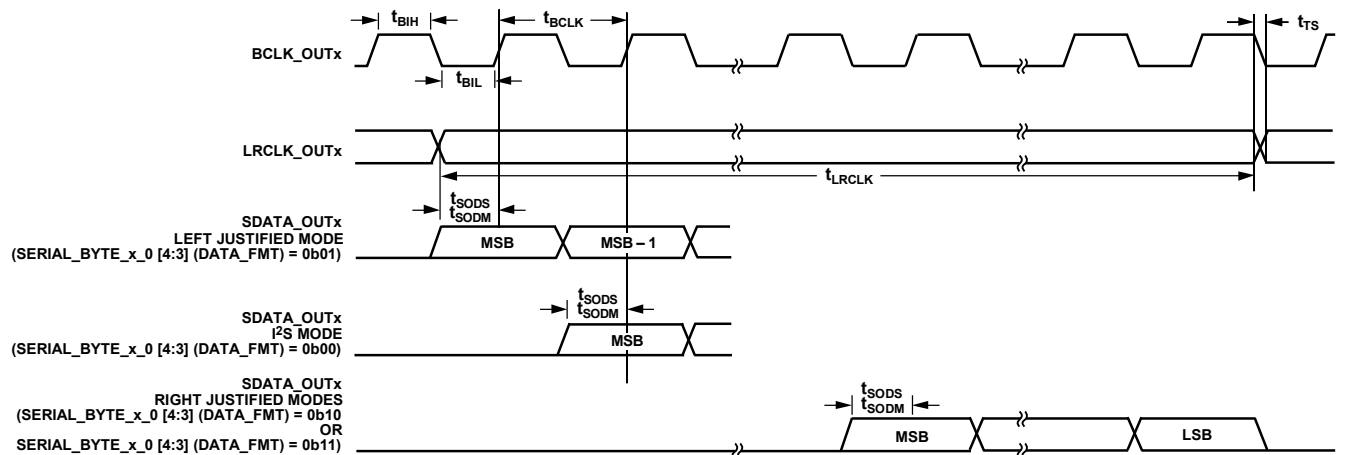 tBIH
tBCLK
tTS
BCLK_OUTx
tBIL
LRCLK_OUTx
tLRCLK
tSODS
tSODM
SDATA_OUTx
LEFT JUSTIFIED MODE
(SERIAL_BYTE_x_0 [4:3] (DATA_FMT) = 0b01)
MSB
MSB – 1
tSODS
tSODM
SDATA_OUTx
I2S MODE
(SERIAL_BYTE_x_0 [4:3] (DATA_FMT) = 0b00)
MSB
SDATA_OUTx
RIGHT JUSTIFIED MODES
(SERIAL_BYTE_x_0 [4:3] (DATA_FMT) = 0b10
OR
SERIAL_BYTE_x_0 [4:3] (DATA_FMT) = 0b11)
tSODS
tSODM
MSB
LSB